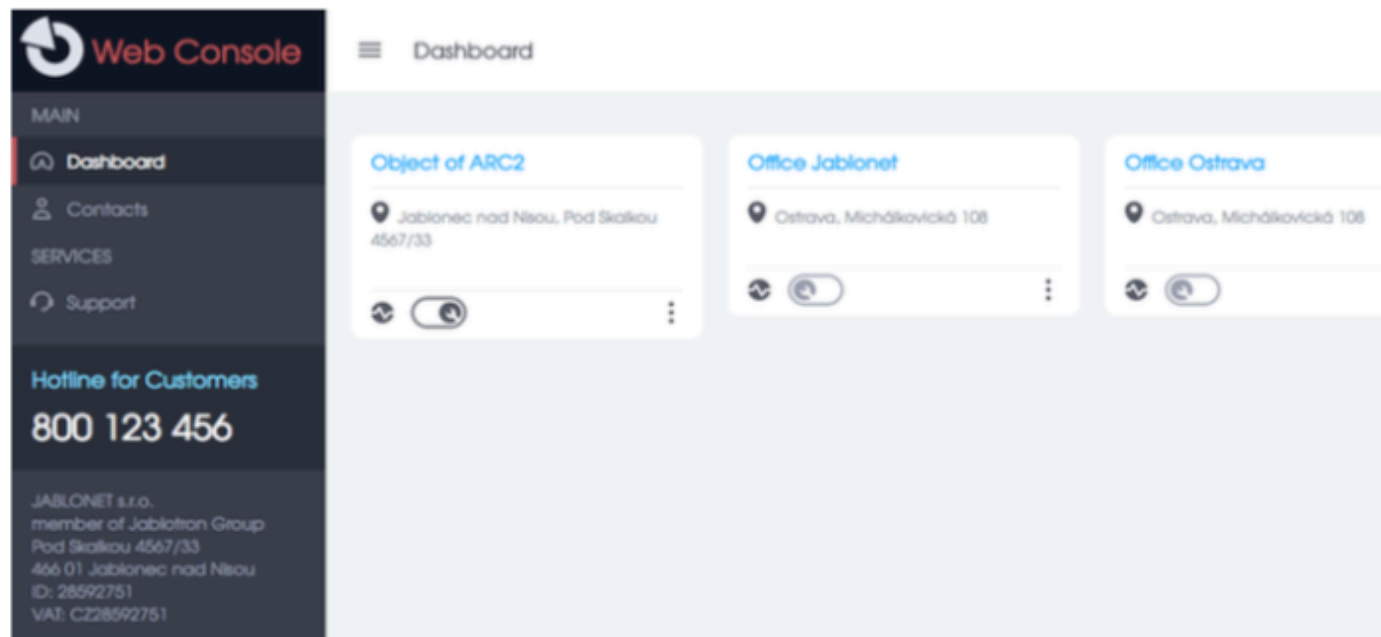 Web Console
Dashboard
MAIN
Dashboard
Contacts
SERVICES
Support
Hotline for Customers
800 123 456
JABLONET s.r.o.
member of Jablotron Group
Pod Skalkou 4567/33
466 01 Jablonec nad Nisou
ID: 28592751
VAT: CZ28592751
Object of ARC2
Jablonec nad Nisou, Pod Skalkou
4567/33
Office Jablonet
Ostrava, Michálkovická 108
Office Ostrava
Ostrava, Michálkovická 108